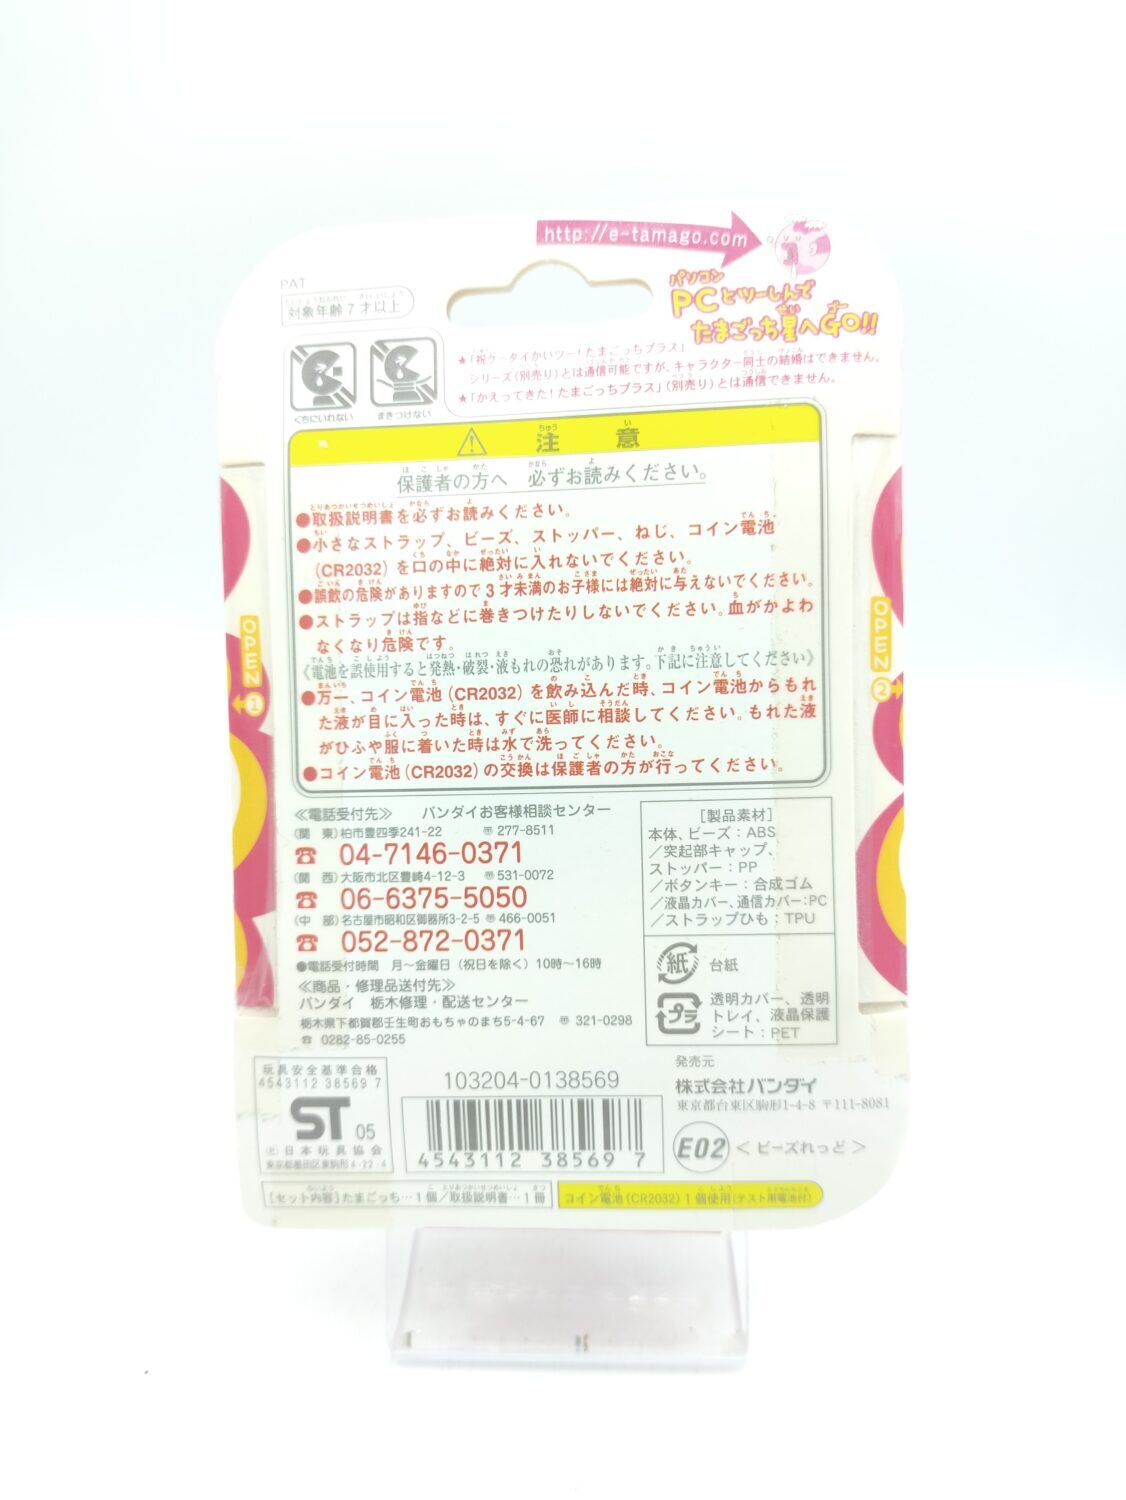 http://e-tamago.com
PAT
対象年齢7才以上
パソコン
PCとツーしんで
たまごっち星へGO!!
くちにいれない
まきつけない
★「祝ケータイかいツー!たまごっちプラス」
シリーズ(別売り)とは通信可能ですが、キャラクター同士の結婚はできません。
★「かえってきた!たまごっちプラス」(別売り)とは通信できません。
注意
保護者の方へ 必ずお読みください。
●取扱説明書を必ずお読みください。
●小さなストラップ、ビーズ、ストッパー、ねじ、コイン電池
(CR2032)を口の中に絶対に入れないでください。
●誤飲の危険がありますので3才未満のお子様には絶対に与えないでください。
●ストラップは指などに巻きつけたりしないでください。血がかよわ
なくなり危険です。
《電池を誤使用すると発熱・破裂・液もれの恐れがあります。下記に注意してください》
●万一、コイン電池(CR2032)を飲み込んだ時、コイン電池からもれ
た液が目に入った時は、すぐに医師に相談してください。もれた液
がひふや服に着いた時は水で洗ってください。
●コイン電池(CR2032)の交換は保護者の方が行ってください。
OPEN
1
OPEN
2
≪電話受付先≫ バンダイお客様相談センター
(関 東)柏市豊四季241-22 〒277-8511
☎ 04-7146-0371
(関 西)大阪市北区豊崎4-12-3 〒531-0072
☎ 06-6375-5050
(中 部)名古屋市昭和区御器所3-2-5 〒466-0051
☎ 052-872-0371
●電話受付時間 月〜金曜日(祝日を除く)10時〜16時
≪商品・修理品送付先≫
バンダイ 栃木修理・配送センター
栃木県下都賀郡壬生町おもちゃのまち5-4-67 〒321-0298
☎ 0282-85-0255
[製品素材]
本体、ビーズ:ABS
/突起部キャップ、
ストッパー:PP
/ボタンキー:合成ゴム
/液晶カバー、通信カバー:PC
/ストラップひも:TPU
紙 台紙
プラ 透明カバー、透明
トレイ、液晶保護
シート:PET
玩具安全基準合格
4543112 38569 7
ST 05
(社)日本玩具協会
東京都墨田区東駒形4-22-4
103204-0138569
4543112 385697
発売元
株式会社バンダイ
東京都台東区駒形1-4-8 〒111-8081
E02 <ビーズれっど>
[セット内容]たまごっち…1個/取扱説明書…1冊
コイン電池(CR2032)1個使用(テスト用電池付)